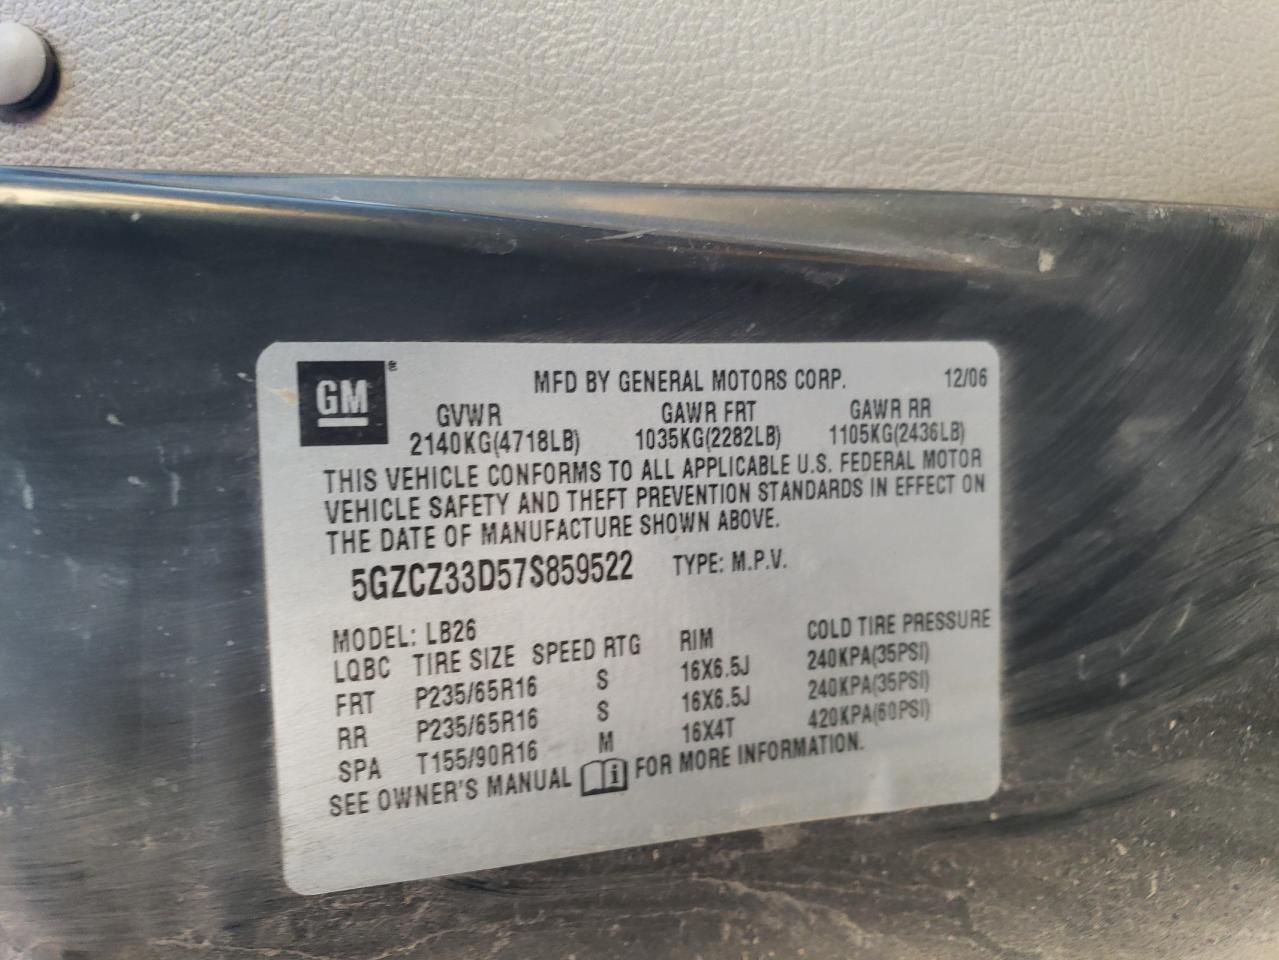 GM®
MFD BY GENERAL MOTORS CORP. 12/06
GVWR GAWR FRT GAWR RR
2140KG(4718LB) 1035KG(2282LB) 1105KG(2436LB)
THIS VEHICLE CONFORMS TO ALL APPLICABLE U.S. FEDERAL MOTOR
VEHICLE SAFETY AND THEFT PREVENTION STANDARDS IN EFFECT ON
THE DATE OF MANUFACTURE SHOWN ABOVE.
5GZCZ33D57S859522 TYPE: M.P.V.
MODEL: LB26
LQBC TIRE SIZE SPEED RTG RIM COLD TIRE PRESSURE
FRT P235/65R16 S 16X6.5J 240KPA(35PSI)
RR P235/65R16 S 16X6.5J 240KPA(35PSI)
SPA T155/90R16 M 16X4T 420KPA(60PSI)
SEE OWNER'S MANUAL i FOR MORE INFORMATION.